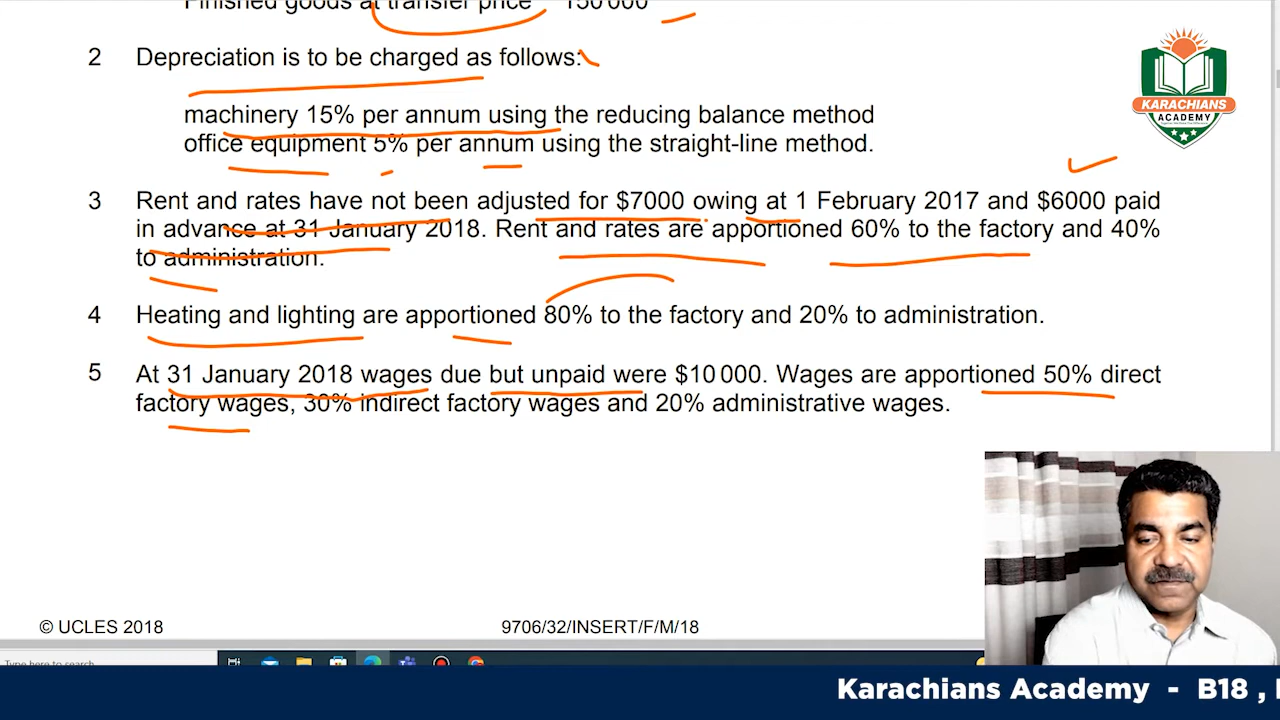 Finished goods at transfer price 150 000
2 Depreciation is to be charged as follows:
machinery 15% per annum using the reducing balance method
office equipment 5% per annum using the straight-line method.
3 Rent and rates have not been adjusted for $7000 owing at 1 February 2017 and $6000 paid
in advance at 31 January 2018. Rent and rates are apportioned 60% to the factory and 40%
to administration.
4 Heating and lighting are apportioned 80% to the factory and 20% to administration.
5 At 31 January 2018 wages due but unpaid were $10 000. Wages are apportioned 50% direct
factory wages, 30% indirect factory wages and 20% administrative wages.
KARACHIANS
ACADEMY
© UCLES 2018 9706/32/INSERT/F/M/18
Type here to search
Karachians Academy - B18 ,